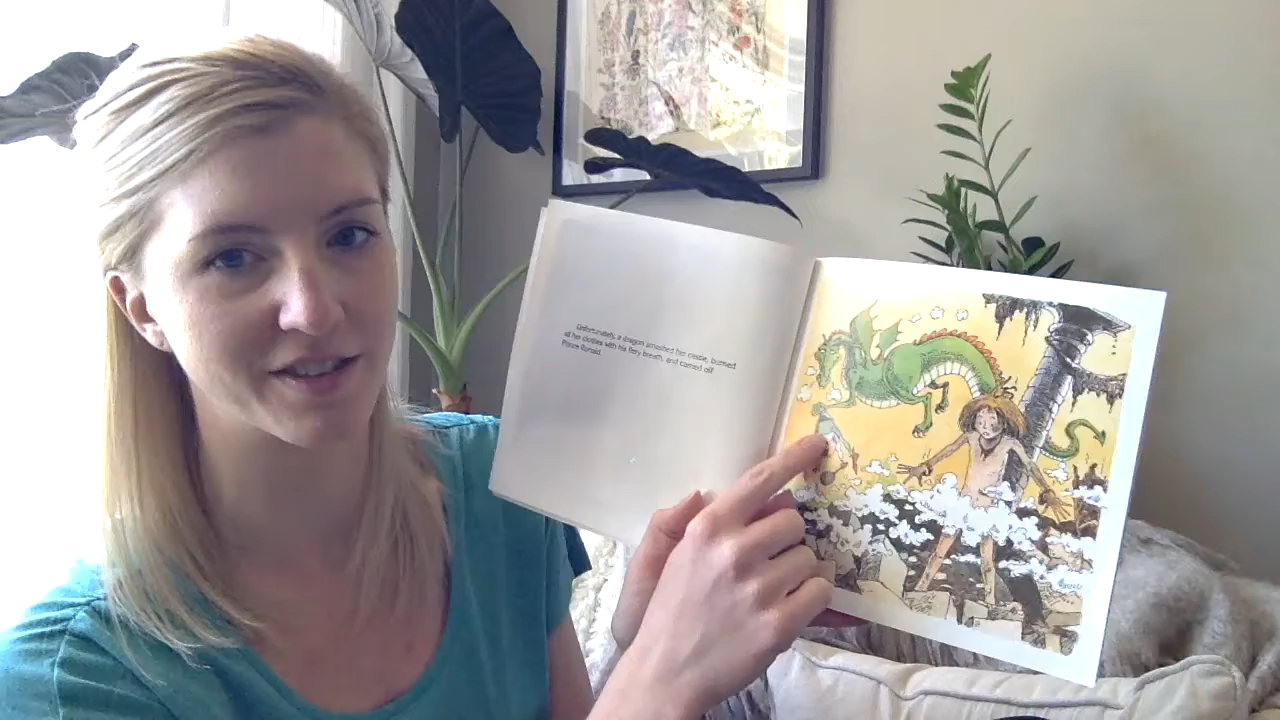 Unfortunately, a dragon smashed her castle, burned
all her clothes with his fiery breath, and carried off
Prince Ronald.